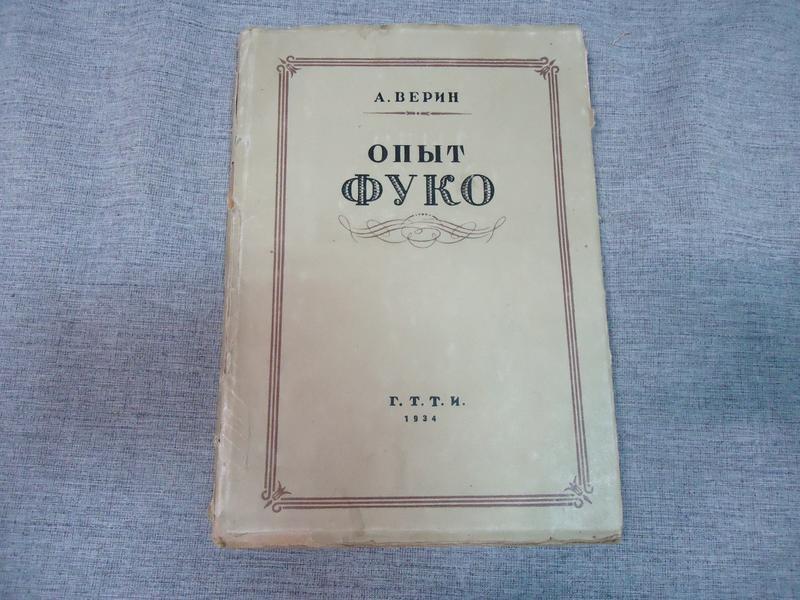 А. ВЕРИН
ОПЫТ
ФУКО
Г. Т. Т. И.
1934